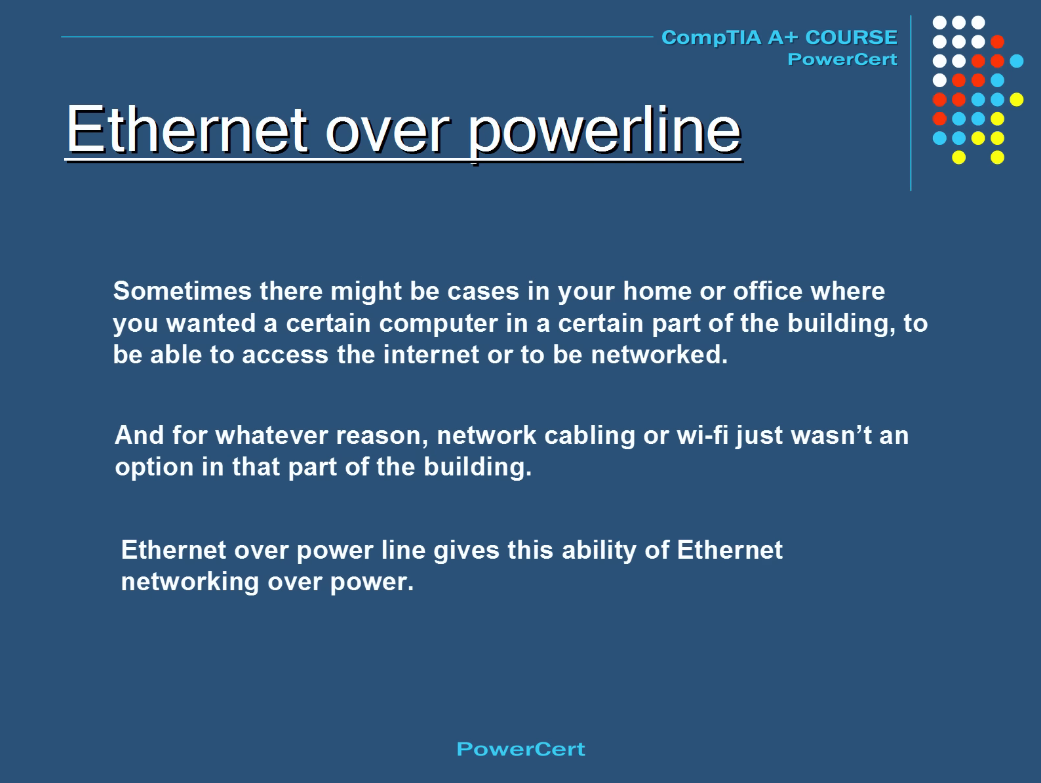 CompTIA A+ COURSE
PowerCert
Ethernet over powerline
Sometimes there might be cases in your home or office where
you wanted a certain computer in a certain part of the building, to
be able to access the internet or to be networked.
And for whatever reason, network cabling or wi-fi just wasn’t an
option in that part of the building.
Ethernet over power line gives this ability of Ethernet
networking over power.
PowerCert